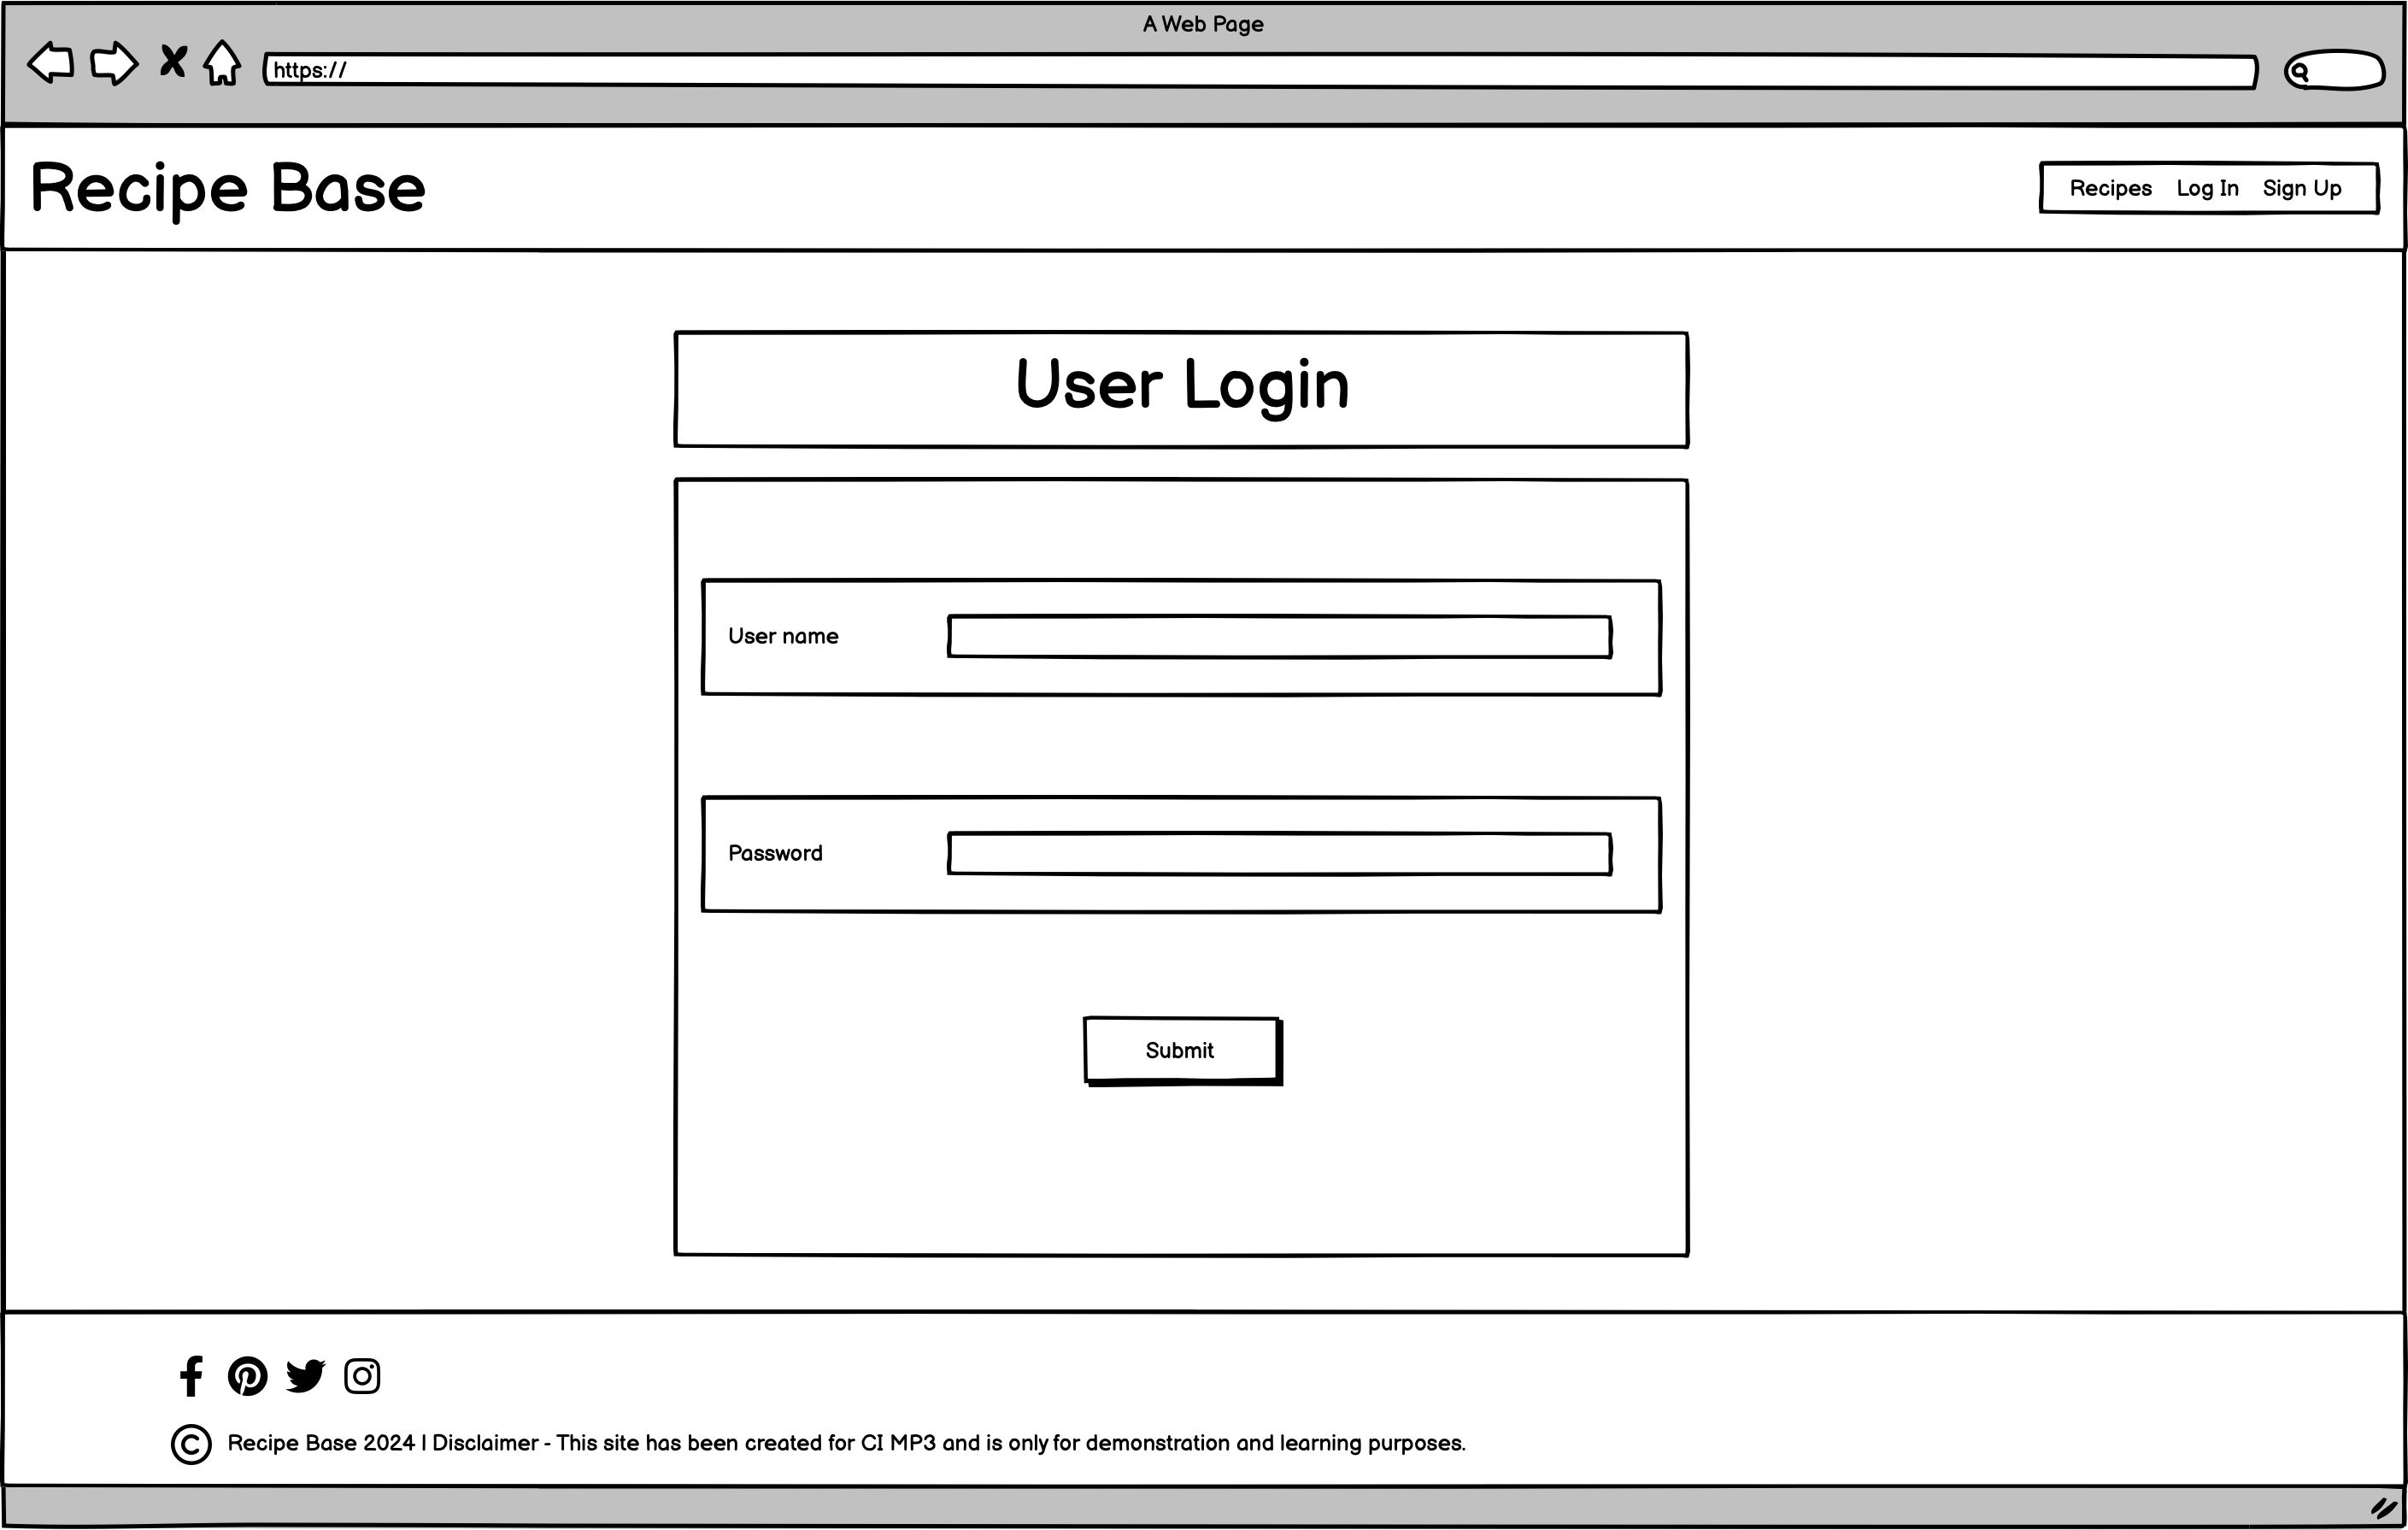 A Web Page
https://
Recipe Base
Recipes Log In Sign Up
User Login
User name
Password
Submit
© Recipe Base 2024 | Disclaimer - This site has been created for CI MP3 and is only for demonstration and learning purposes.